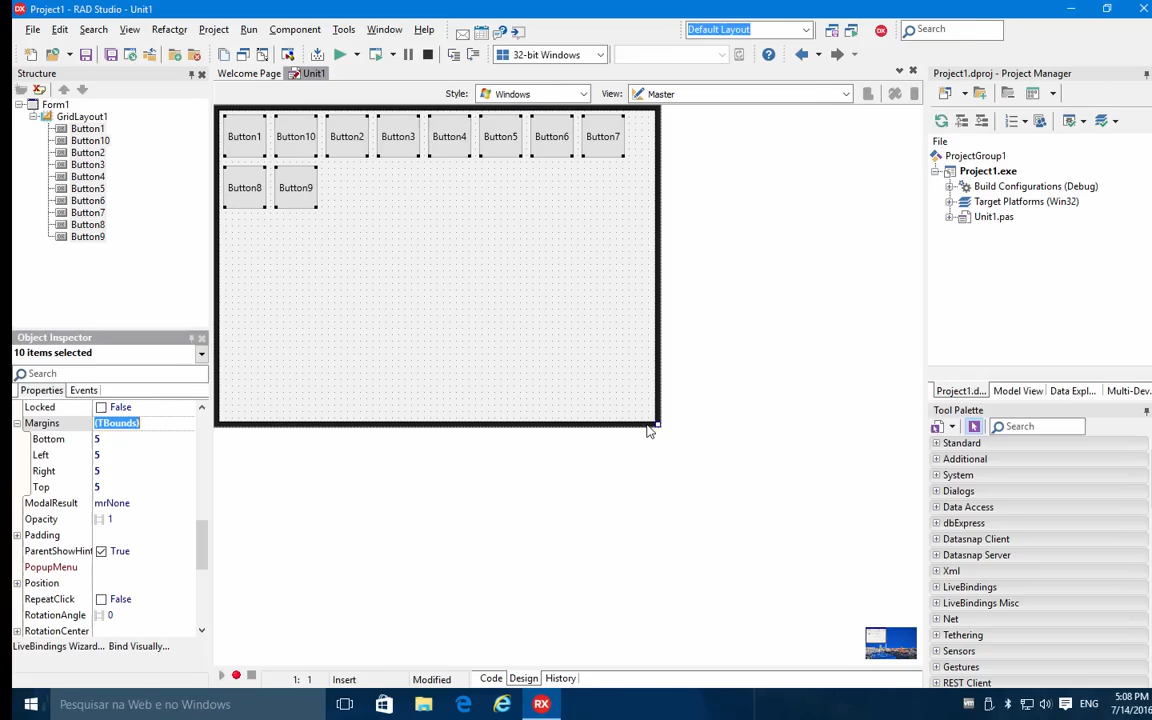 DX Project1 - RAD Studio - Unit1
File Edit Search View Refactor Project Run Component Tools Window Help
Default Layout
DX
Search
32-bit Windows
Structure
Welcome Page Unit1
Project1.dproj - Project Manager
Style: Windows View: Master
Form1
GridLayout1
Button1
Button10
Button2
Button3
Button4
Button5
Button6
Button7
Button8
Button9
Button1 Button10 Button2 Button3 Button4 Button5 Button6 Button7
Button8 Button9
File
ProjectGroup1
Project1.exe
Build Configurations (Debug)
Target Platforms (Win32)
Unit1.pas
Object Inspector
10 items selected
Search
Properties Events
Locked False
Margins (TBounds)
Bottom 5
Left 5
Right 5
Top 5
ModalResult mrNone
Opacity 1
Padding
ParentShowHint True
PopupMenu
Position
RepeatClick False
RotationAngle 0
RotationCenter
LiveBindings Wizard... Bind Visually...
Project1.d... Model View Data Expl... Multi-Dev...
Tool Palette
Search
Standard
Additional
System
Dialogs
Data Access
dbExpress
Datasnap Client
Datasnap Server
Xml
LiveBindings
LiveBindings Misc
Net
Tethering
Sensors
Gestures
REST Client
1: 1 Insert Modified Code Design History
Pesquisar na Web e no Windows
RX
ENG
5:08 PM
7/14/2016